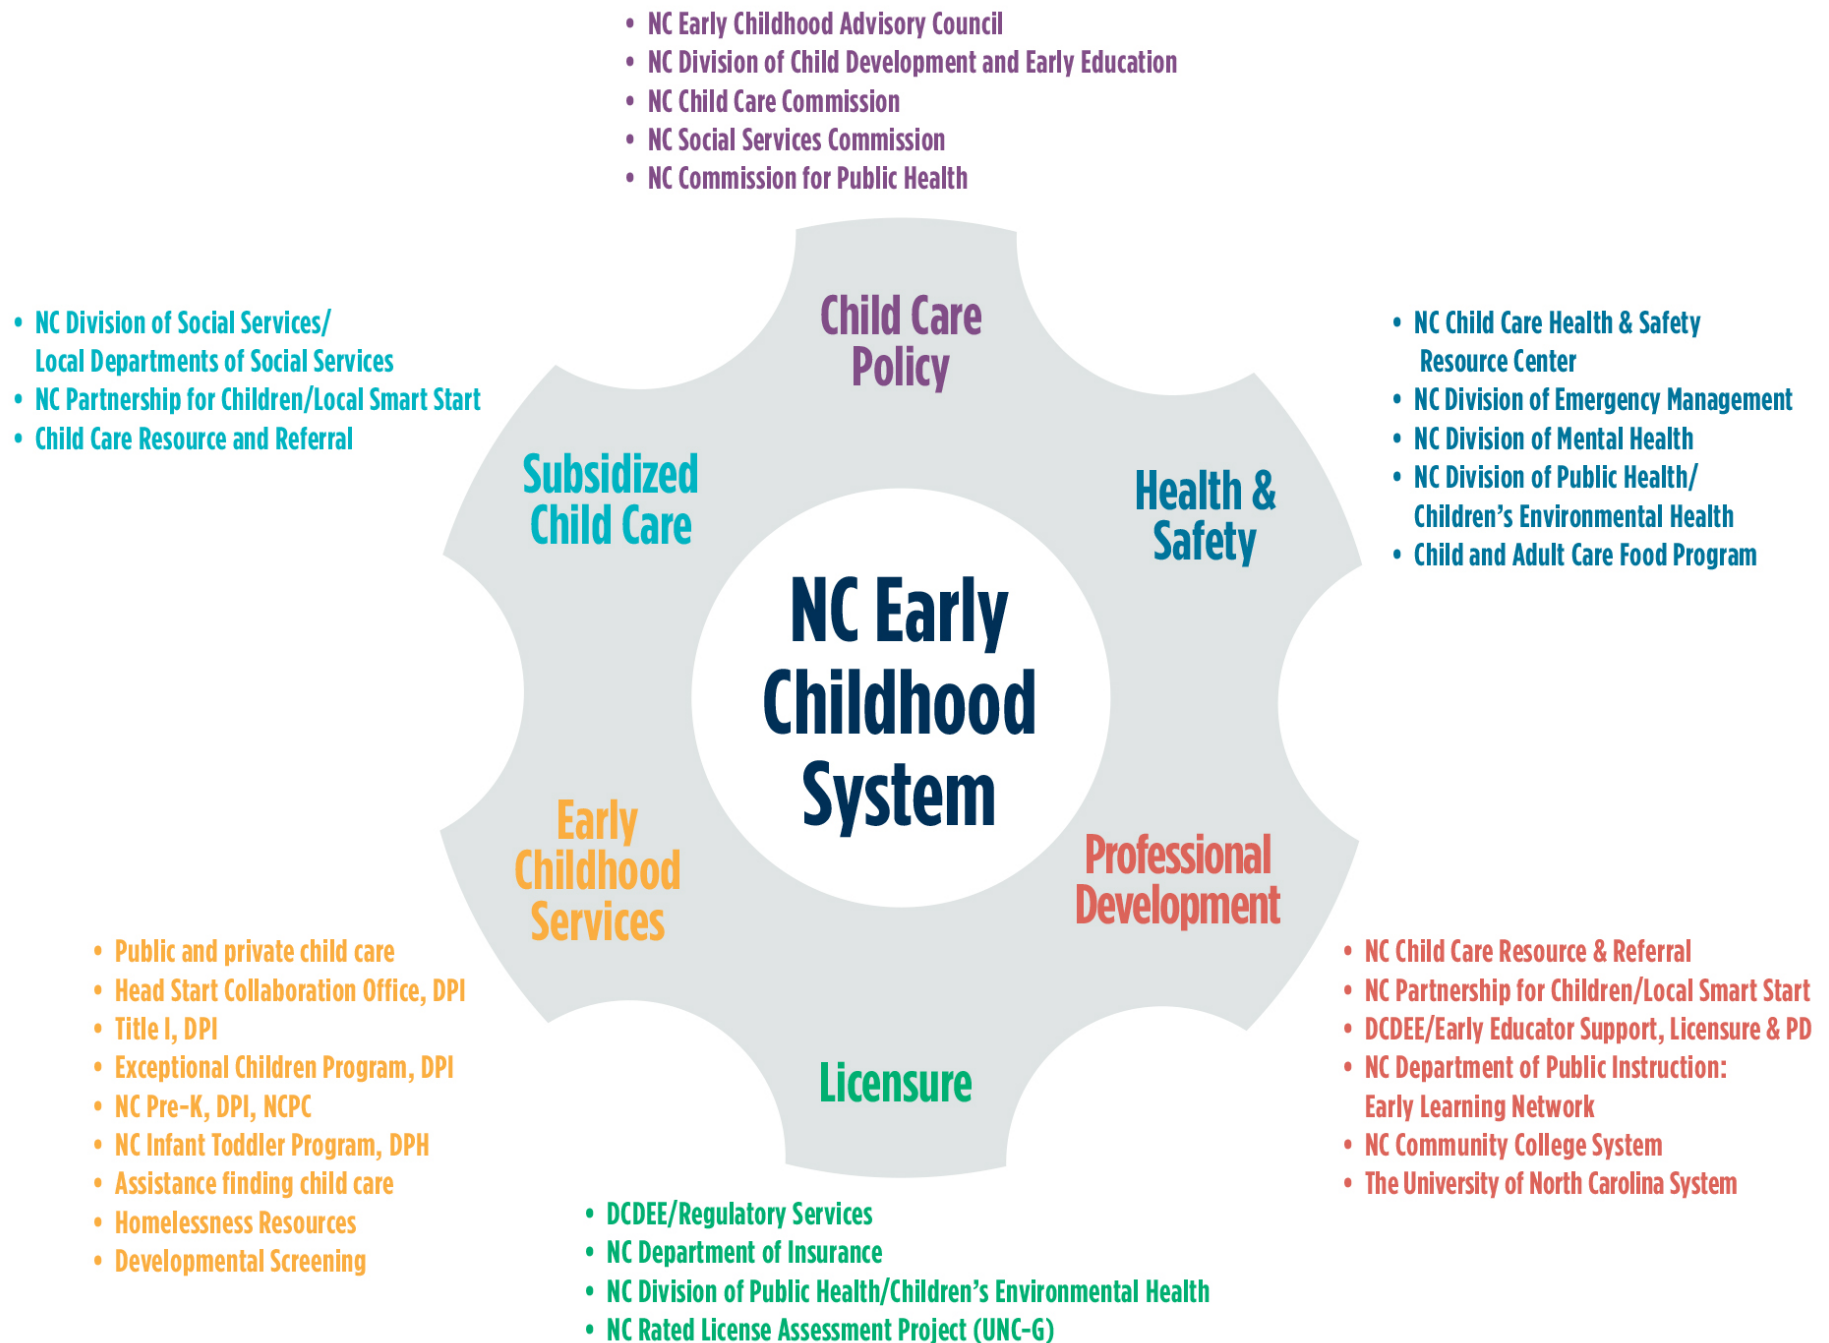 • NC Early Childhood Advisory Council
• NC Division of Child Development and Early Education
• NC Child Care Commission
• NC Social Services Commission
• NC Commission for Public Health
Child Care
Policy
• NC Division of Social Services/
Local Departments of Social Services
• NC Partnership for Children/Local Smart Start
• Child Care Resource and Referral
Subsidized
Child Care
• NC Child Care Health & Safety
Resource Center
• NC Division of Emergency Management
• NC Division of Mental Health
• NC Division of Public Health/
Children's Environmental Health
• Child and Adult Care Food Program
Health &
Safety
NC Early
Childhood
System
Early
Childhood
Services
• Public and private child care
• Head Start Collaboration Office, DPI
• Title I, DPI
• Exceptional Children Program, DPI
• NC Pre-K, DPI, NCPC
• NC Infant Toddler Program, DPH
• Assistance finding child care
• Homelessness Resources
• Developmental Screening
Professional
Development
• NC Child Care Resource & Referral
• NC Partnership for Children/Local Smart Start
• DCDEE/Early Educator Support, Licensure & PD
• NC Department of Public Instruction:
Early Learning Network
• NC Community College System
• The University of North Carolina System
Licensure
• DCDEE/Regulatory Services
• NC Department of Insurance
• NC Division of Public Health/Children's Environmental Health
• NC Rated License Assessment Project (UNC-G)